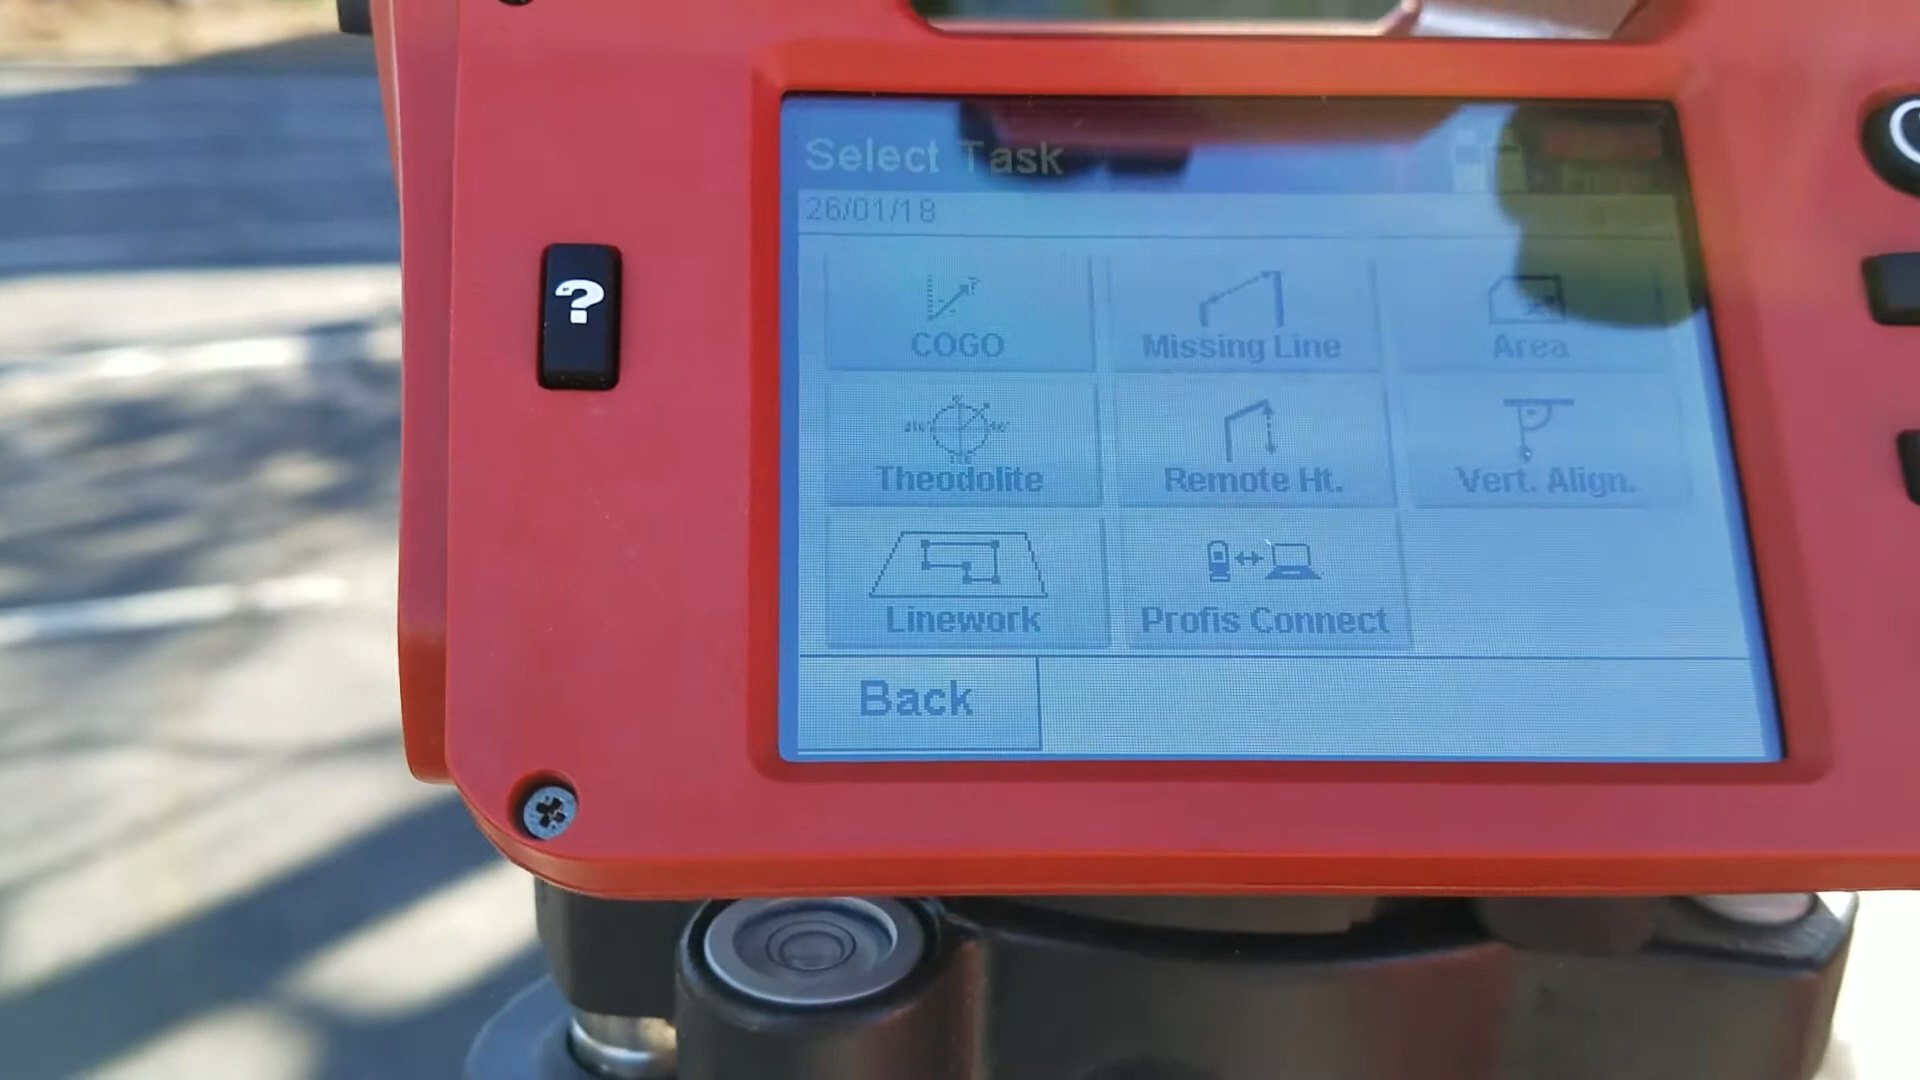 Select Task
26/01/18
?
COGO
Missing Line
Area
Theodolite
Remote Ht.
Vert. Align.
Linework
Profis Connect
Back